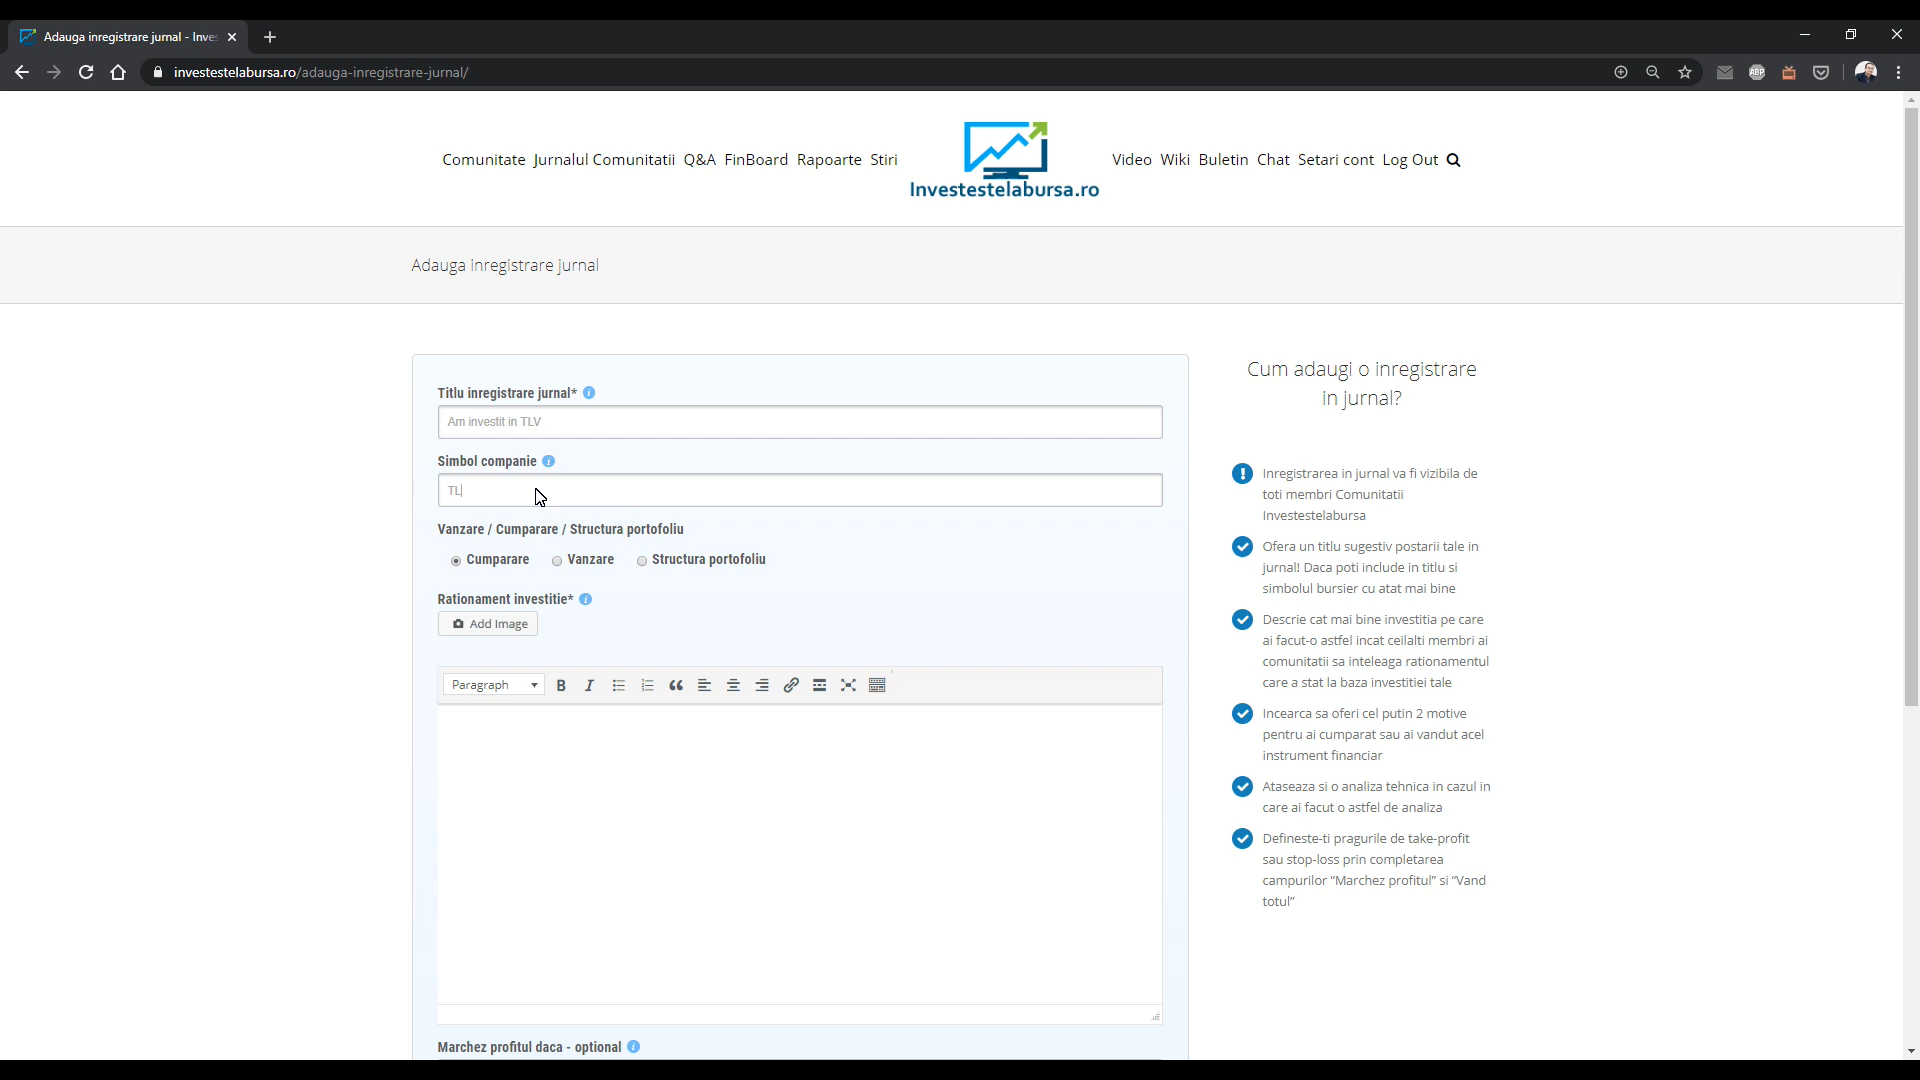 Adauga inregistrare jurnal - Inves
investestelabursa.ro/adauga-inregistrare-jurnal/
ABP
Comunitate Jurnalul Comunitatii Q&A FinBoard Rapoarte Stiri
Investestelabursa.ro
Video Wiki Buletin Chat Setari cont Log Out
Adauga inregistrare jurnal
Titlu inregistrare jurnal*
Am investit in TLV
Simbol companie
TL
Vanzare / Cumparare / Structura portofoliu
Cumparare Vanzare Structura portofoliu
Rationament investitie*
Add Image
Paragraph B I
Marchez profitul daca - optional
Cum adaugi o inregistrare
in jurnal?
Inregistrarea in jurnal va fi vizibila de
toti membri Comunitatii
Investestelabursa
Ofera un titlu sugestiv postarii tale in
jurnal! Daca poti include in titlu si
simbolul bursier cu atat mai bine
Descrie cat mai bine investitia pe care
ai facut-o astfel incat ceilalti membri ai
comunitatii sa inteleaga rationamentul
care a stat la baza investitiei tale
Incearca sa oferi cel putin 2 motive
pentru ai cumparat sau ai vandut acel
instrument financiar
Ataseaza si o analiza tehnica in cazul in
care ai facut o astfel de analiza
Defineste-ti pragurile de take-profit
sau stop-loss prin completarea
campurilor “Marchez profitul” si “Vand
totul”